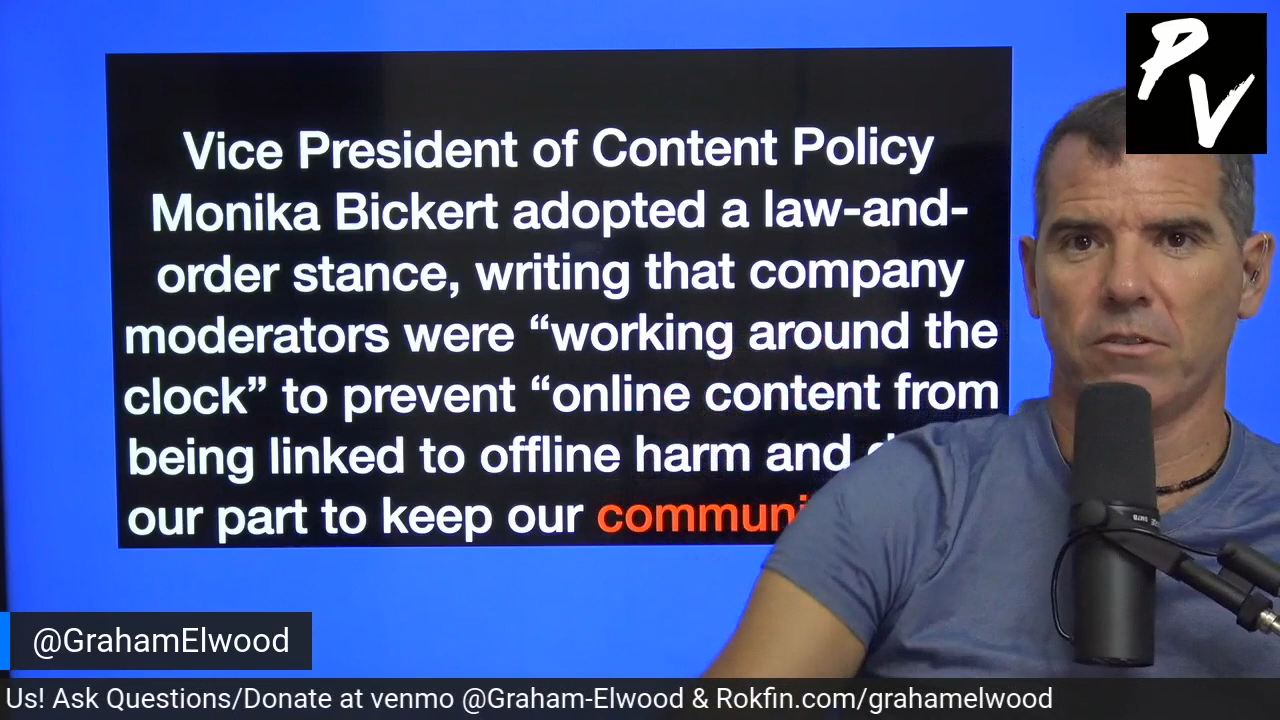 PV
Vice President of Content Policy
Monika Bickert adopted a law-and-
order stance, writing that company
moderators were “working around the
clock” to prevent “online content from
being linked to offline harm and
our part to keep our
@GrahamElwood
Us! Ask Questions/Donate at venmo @Graham-Elwood & Rokfin.com/grahamelwood